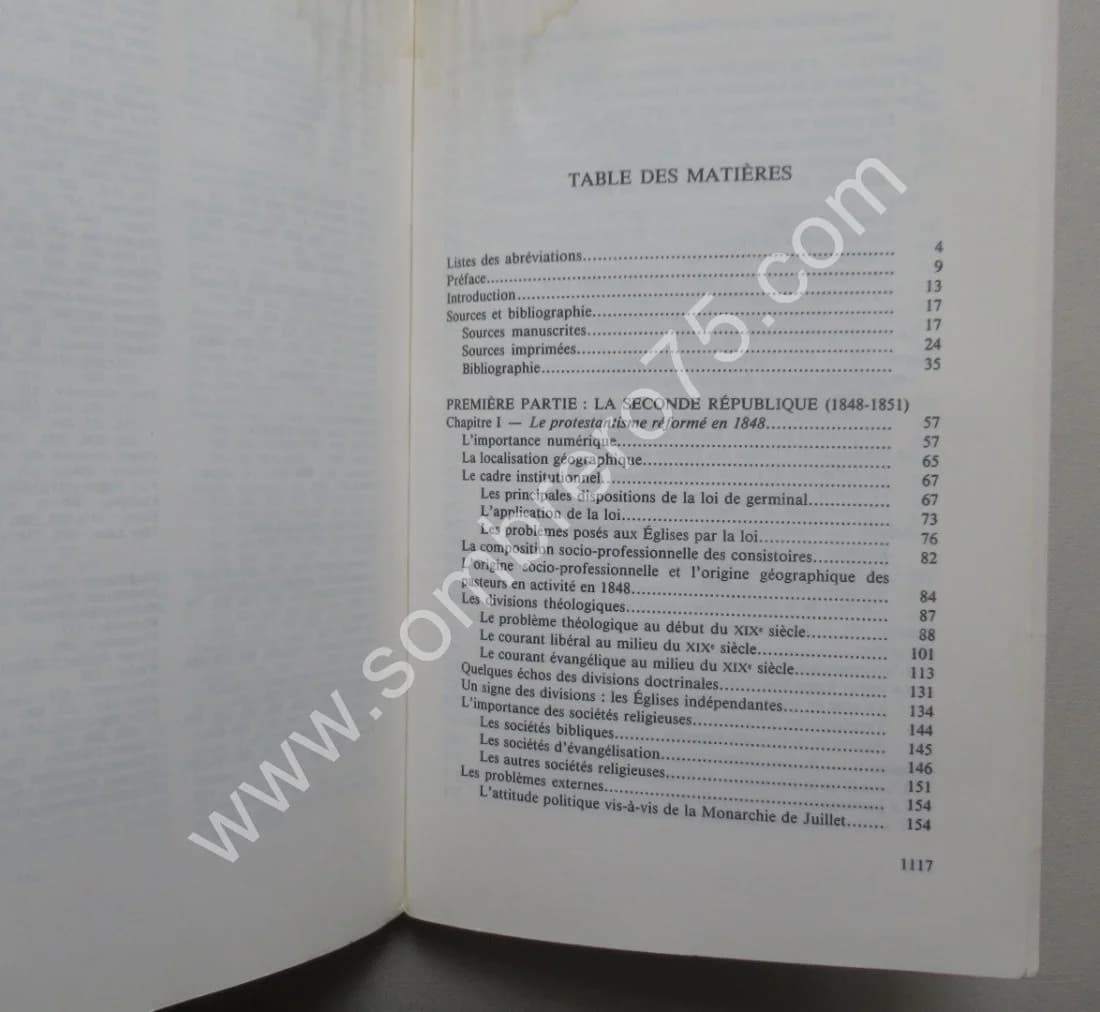 TABLE DES MATIÈRES
Listes des abréviations.......... 4
Préface.......... 9
Introduction.......... 13
Sources et bibliographie.......... 17
Sources manuscrites.......... 17
Sources imprimées.......... 24
Bibliographie.......... 35
PREMIÈRE PARTIE : LA SECONDE RÉPUBLIQUE (1848-1851)
Chapitre I — Le protestantisme réformé en 1848.......... 57
L'importance numérique.......... 57
La localisation géographique.......... 65
Le cadre institutionnel.......... 67
Les principales dispositions de la loi de germinal.......... 67
L'application de la loi.......... 73
Les problèmes posés aux Églises par la loi.......... 76
La composition socio-professionnelle des consistoires.......... 82
L'origine socio-professionnelle et l'origine géographique des
pasteurs en activité en 1848.......... 84
Les divisions théologiques.......... 87
Le problème théologique au début du XIXe siècle.......... 88
Le courant libéral au milieu du XIXe siècle.......... 101
Le courant évangélique au milieu du XIXe siècle.......... 113
Quelques échos des divisions doctrinales.......... 131
Un signe des divisions : les Églises indépendantes.......... 134
L'importance des sociétés religieuses.......... 144
Les sociétés bibliques.......... 145
Les sociétés d'évangélisation.......... 146
Les autres sociétés religieuses.......... 151
Les problèmes externes.......... 154
L'attitude politique vis-à-vis de la Monarchie de Juillet....... 154
1117
www.sombrero75.com